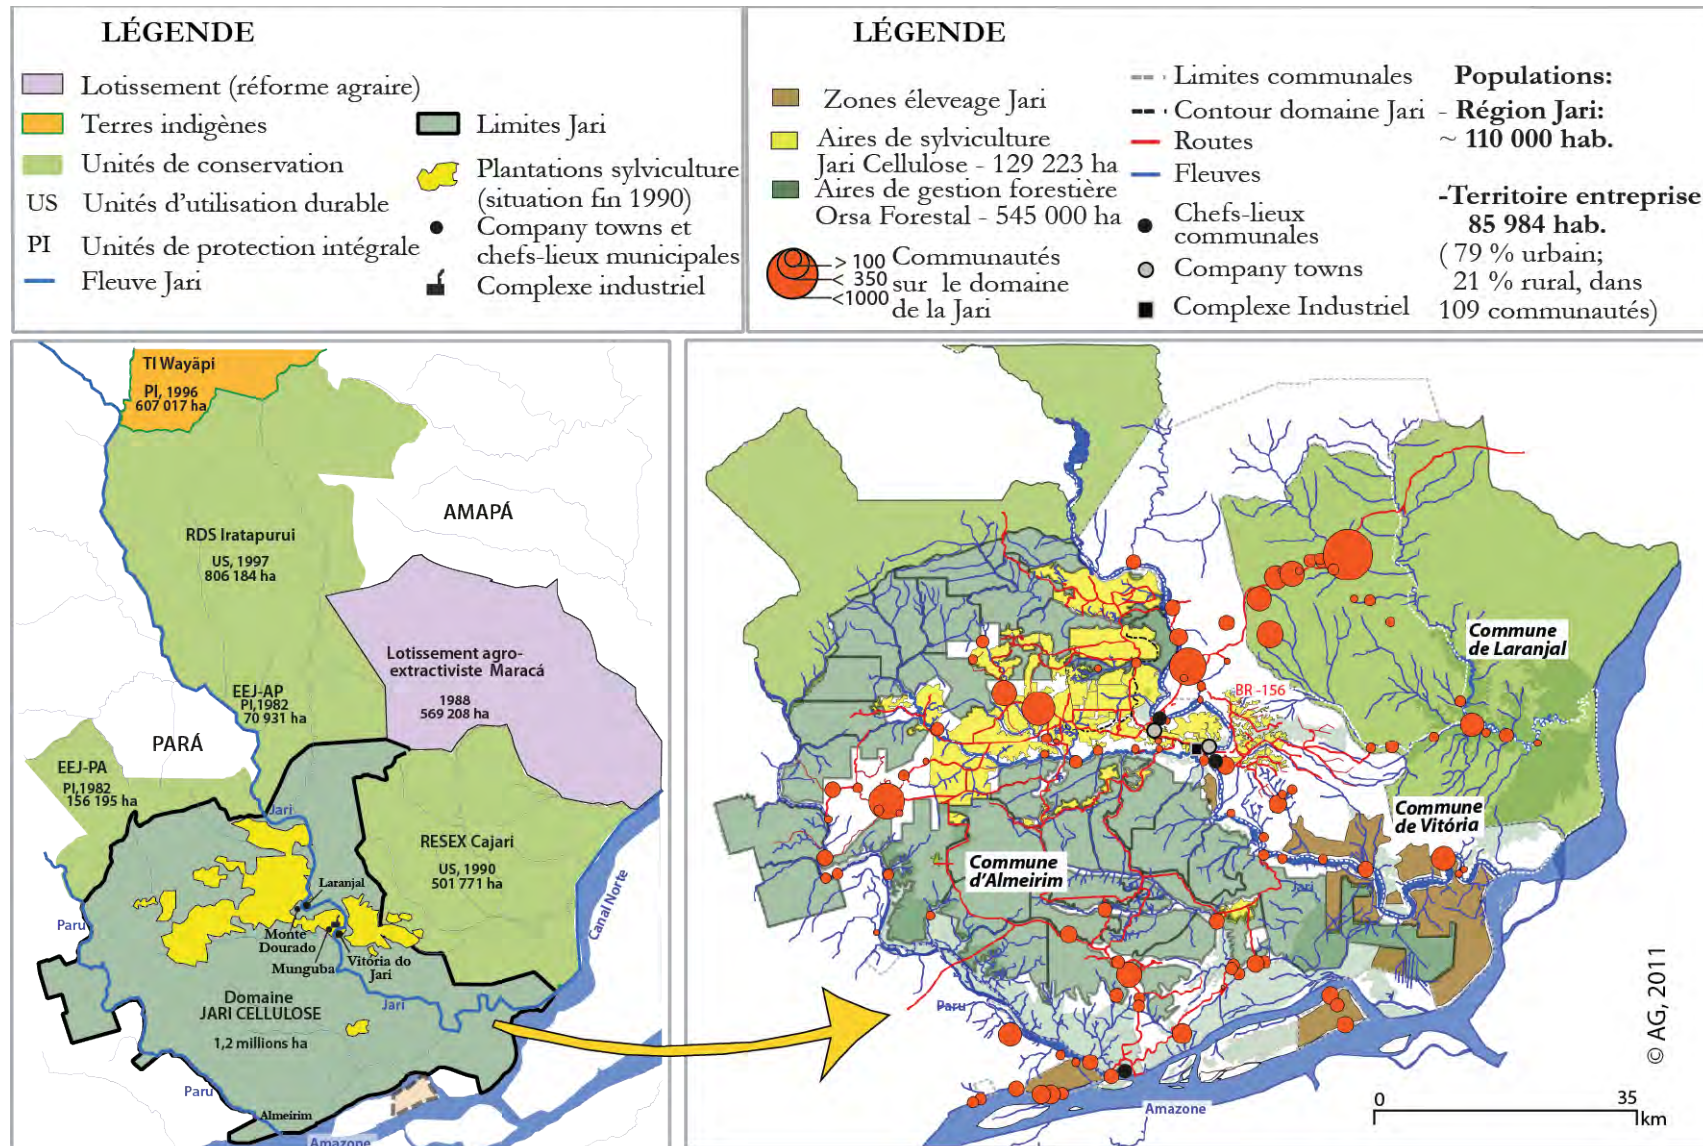 LÉGENDE
Lotissement (réforme agraire)
Terres indigènes
Unités de conservation
US Unités d'utilisation durable
PI Unités de protection intégrale
Fleuve Jari
Limites Jari
Plantations sylviculture
(situation fin 1990)
Company towns et
chefs-lieux municipales
Complexe industriel
LÉGENDE
Zones éleveage Jari
Aires de sylviculture
Jari Cellulose - 129 223 ha
Aires de gestion forestière
Orsa Forestal - 545 000 ha
> 100
< 350
<1000
Communautés
sur le domaine
de la Jari
Limites communales
Contour domaine Jari
Routes
Fleuves
Chefs-lieux
communales
Company towns
Complexe Industriel
Populations:
- Région Jari:
~ 110 000 hab.
-Territoire entreprise
85 984 hab.
( 79 % urbain;
21 % rural, dans
109 communautés)
TI Wayäpi
PI, 1996
607 017 ha
AMAPÁ
RDS Iratapurui
US, 1997
806 184 ha
Lotissement agro-
extractiviste Maracá
1988
569 208 ha
EEJ-AP
PI,1982
70 931 ha
PARÁ
EEJ-PA
PI,1982
156 195 ha
Jari
RESEX Cajari
US, 1990
501 771 ha
Canal Norte
Laranjal
Paru
Monte
Dourado
Munguba
Vitória do
Jari
Jari
Domaine
JARI CELLULOSE
1,2 millions ha
Paru
Almeirim
Amazone
Commune
de Laranjal
BR-156
Commune
de Vitória
Commune
d'Almeirim
Jari
Paru
Amazone
© AG, 2011
0 35
km